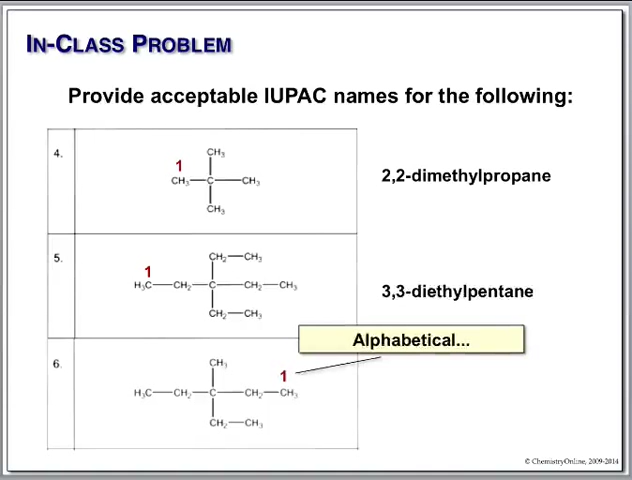 IN-CLASS PROBLEM
Provide acceptable IUPAC names for the following:
4.
CH₃
1
CH₃—C—CH₃
CH₃
2,2-dimethylpropane
5.
CH₂—CH₃
1
H₃C—CH₂—C—CH₂—CH₃
CH₂—CH₃
3,3-diethylpentane
Alphabetical...
6.
CH₃
1
H₃C—CH₂—C—CH₂—CH₃
CH₂—CH₃
© ChemistryOnline, 2009-2014